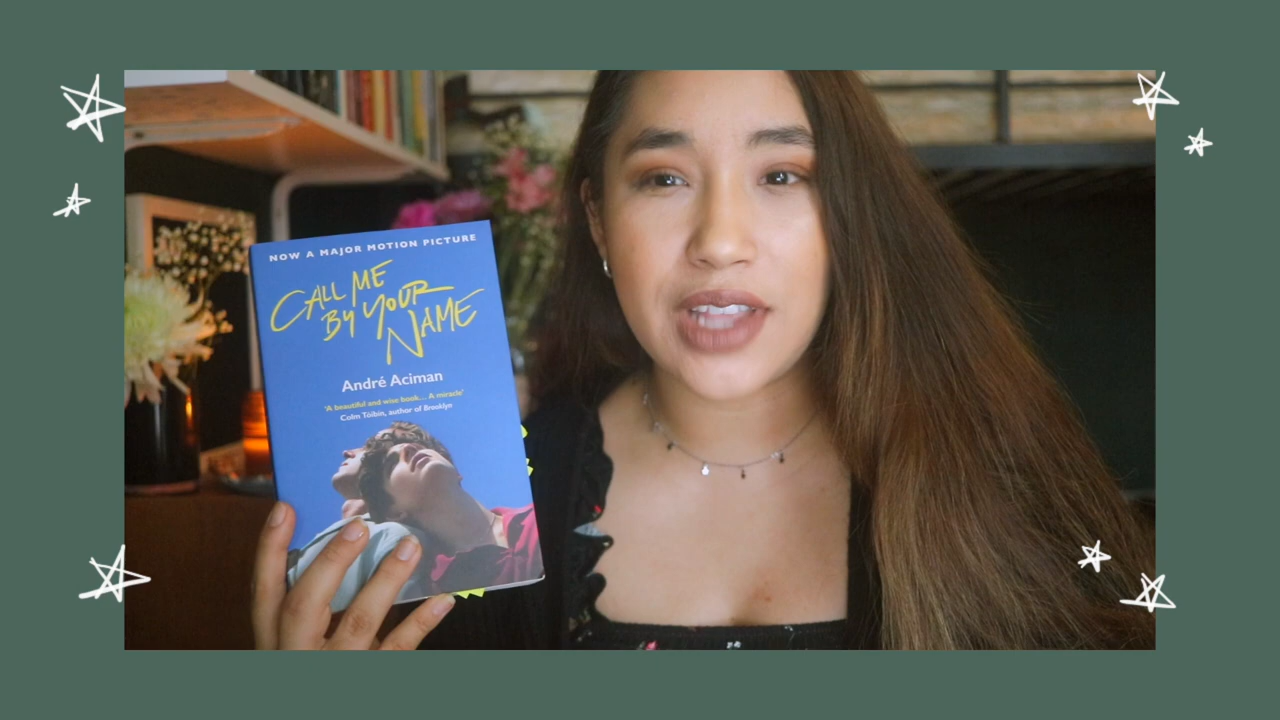 NOW A MAJOR MOTION PICTURE
CALL ME
BY YOUR
NAME
André Aciman
'A beautiful and wise book... A miracle'
Colm Tóibín, author of Brooklyn